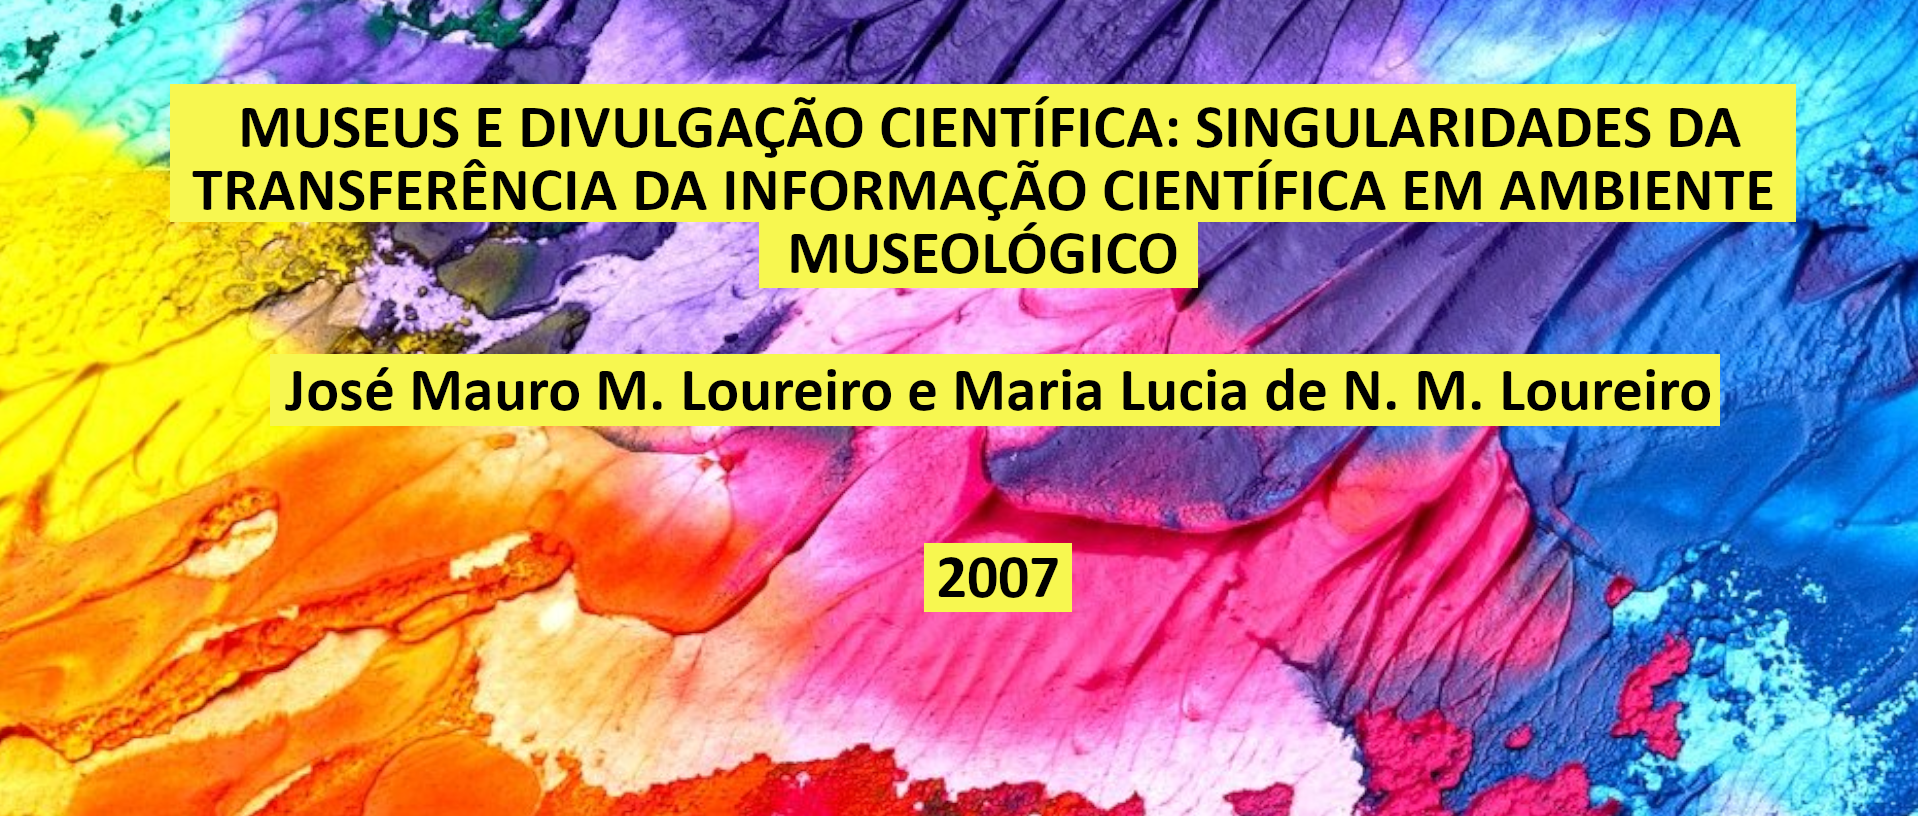 MUSEUS E DIVULGAÇÃO CIENTÍFICA: SINGULARIDADES DA
TRANSFERÊNCIA DA INFORMAÇÃO CIENTÍFICA EM AMBIENTE
MUSEOLÓGICO
José Mauro M. Loureiro e Maria Lucia de N. M. Loureiro
2007